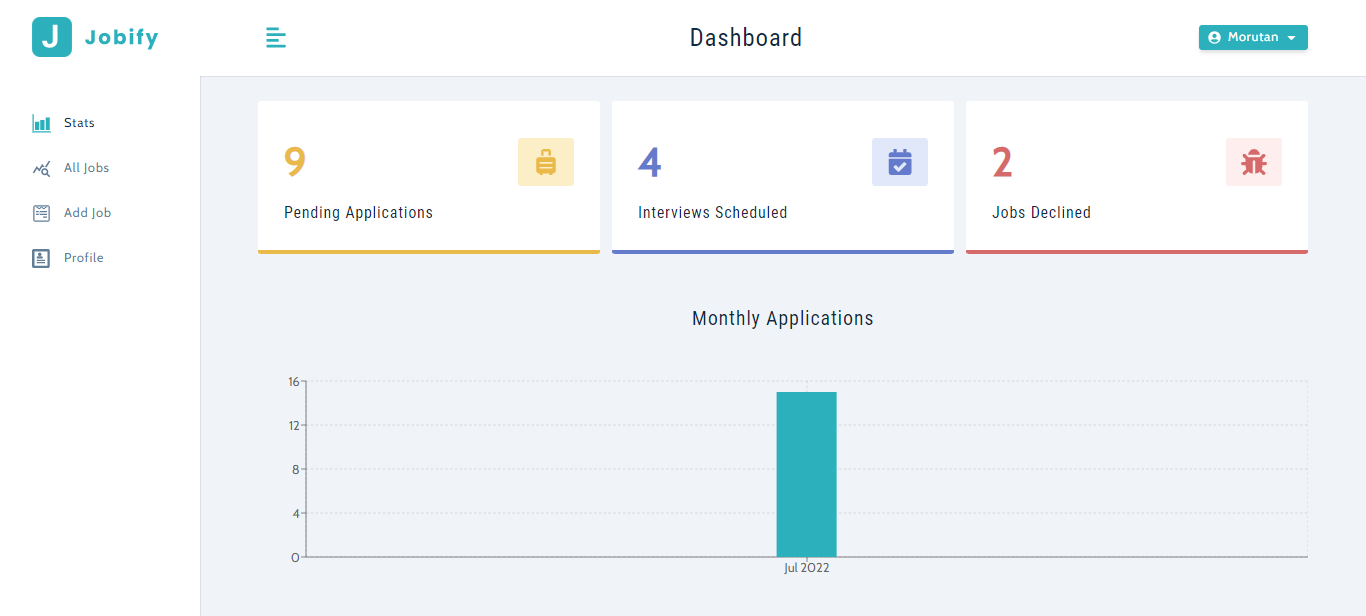 J Jobify
Dashboard
Morutan
Stats
All Jobs
Add Job
Profile
9
Pending Applications
4
Interviews Scheduled
2
Jobs Declined
Monthly Applications
16
12
8
4
0
Jul 2022